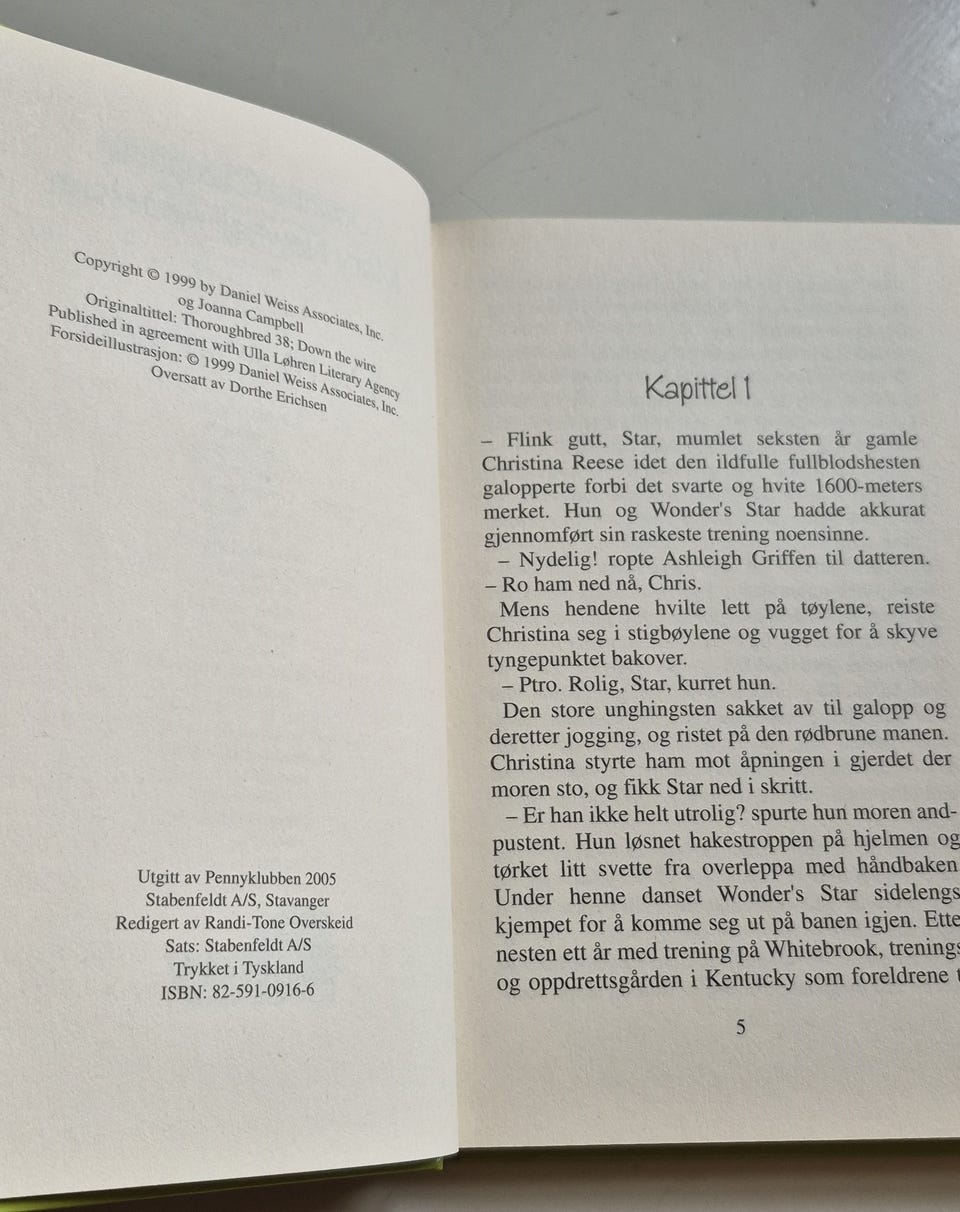 Copyright © 1999 by Daniel Weiss Associates, Inc.
og Joanna Campbell
Originaltittel: Thoroughbred 38; Down the wire
Published in agreement with Ulla Løhren Literary Agency
Forsideillustrasjon: © 1999 Daniel Weiss Associates, Inc.
Oversatt av Dorthe Erichsen
Utgitt av Pennyklubben 2005
Stabenfeldt A/S, Stavanger
Redigert av Randi-Tone Overskeid
Sats: Stabenfeldt A/S
Trykket i Tyskland
ISBN: 82-591-0916-6
Kapittel 1
– Flink gutt, Star, mumlet seksten år gamle
Christina Reese idet den ildfulle fullblodshesten
galopperte forbi det svarte og hvite 1600-meters
merket. Hun og Wonder's Star hadde akkurat
gjennomført sin raskeste trening noensinne.
– Nydelig! ropte Ashleigh Griffen til datteren.
– Ro ham ned nå, Chris.
Mens hendene hvilte lett på tøylene, reiste
Christina seg i stigbøylene og vugget for å skyve
tyngepunktet bakover.
– Ptro. Rolig, Star, kurret hun.
Den store unghingsten sakket av til galopp og
deretter jogging, og ristet på den rødbrune manen.
Christina styrte ham mot åpningen i gjerdet der
moren sto, og fikk Star ned i skritt.
– Er han ikke helt utrolig? spurte hun moren and-
pustent. Hun løsnet hakestroppen på hjelmen og
tørket litt svette fra overleppa med håndbaken
Under henne danset Wonder's Star sidelengs
kjempet for å komme seg ut på banen igjen. Ette
nesten ett år med trening på Whitebrook, trenings
og oppdrettsgården i Kentucky som foreldrene
5